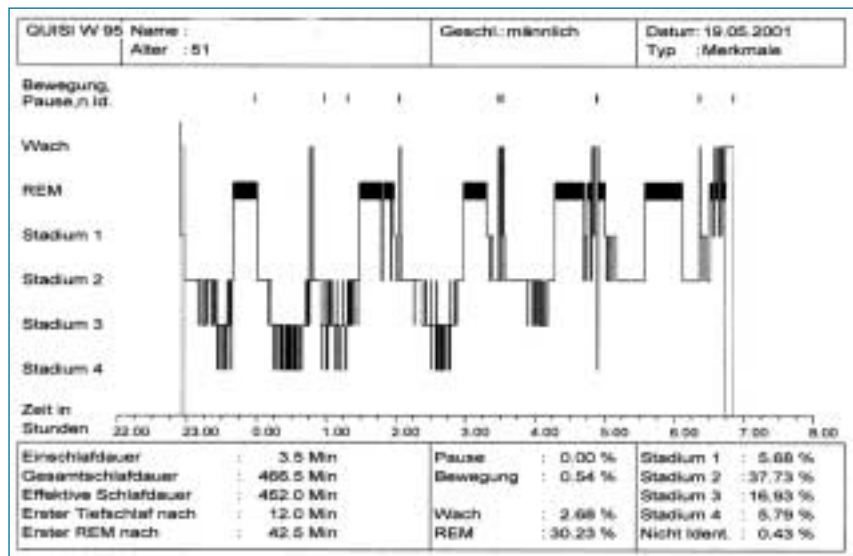 QUISI W 95 Name : Geschl.: männlich Datum: 19.05.2001
Alter : 51 Typ : Merkmale
Bewegung,
Pause,n.Id.
Wach
REM
Stadium 1
Stadium 2
Stadium 3
Stadium 4
Zeit in
Stunden 22.00 23.00 0.00 1.00 2.00 3.00 4.00 5.00 6.00 7.00 8.00
Einschlafdauer : 3.5 Min Pause : 0.00 % Stadium 1 : 5.68 %
Gesamtschlafdauer : 466.5 Min Bewegung : 0.54 % Stadium 2 : 37.73 %
Effektive Schlafdauer : 452.0 Min Stadium 3 : 16.93 %
Erster Tiefschlaf nach : 12.0 Min Wach : 2.68 % Stadium 4 : 5.79 %
Erster REM nach : 42.5 Min REM : 30.23 % Nicht Ident. : 0.43 %